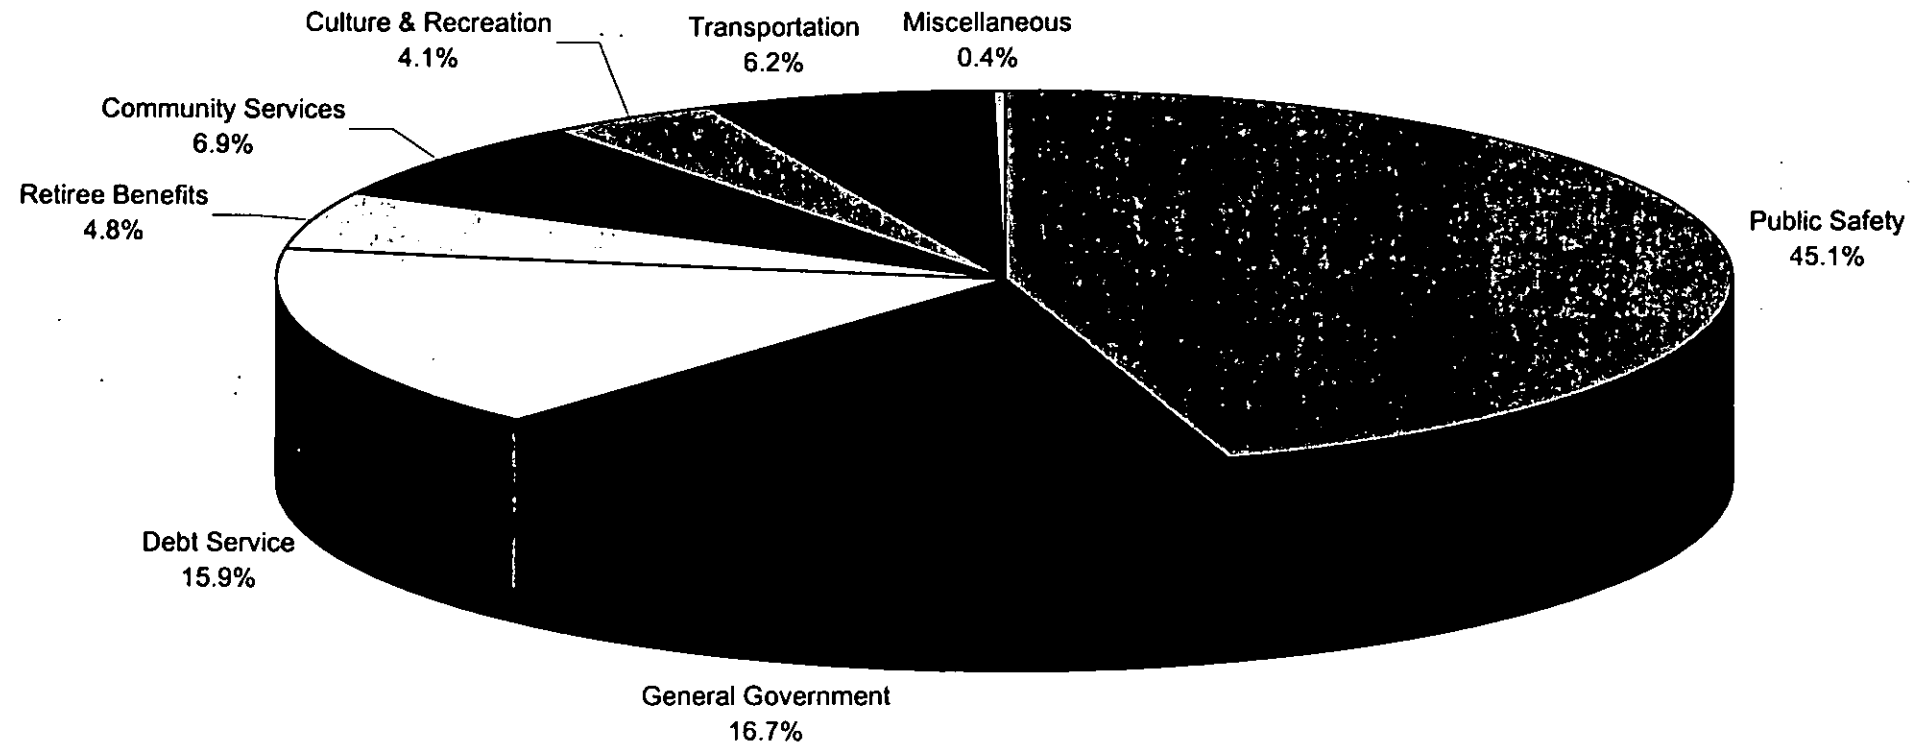 Culture & Recreation
4.1%
Transportation
6.2%
Miscellaneous
0.4%
Community Services
6.9%
Retiree Benefits
4.8%
Public Safety
45.1%
Debt Service
15.9%
General Government
16.7%